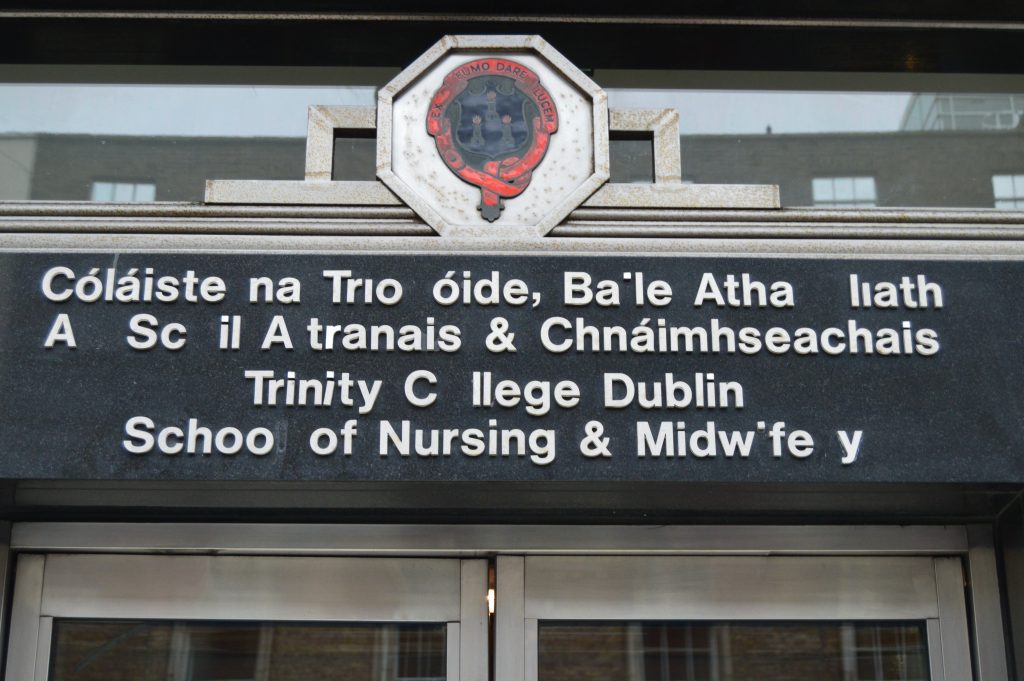 EX FUMO DARE LUCEM
Cóláiste na Trıo óide, Ba'le Atha lıath
A Sc il A tranais & Chnáimhseachais
Trinity C llege Dublin
Schoo of Nursing & Midw'fe y